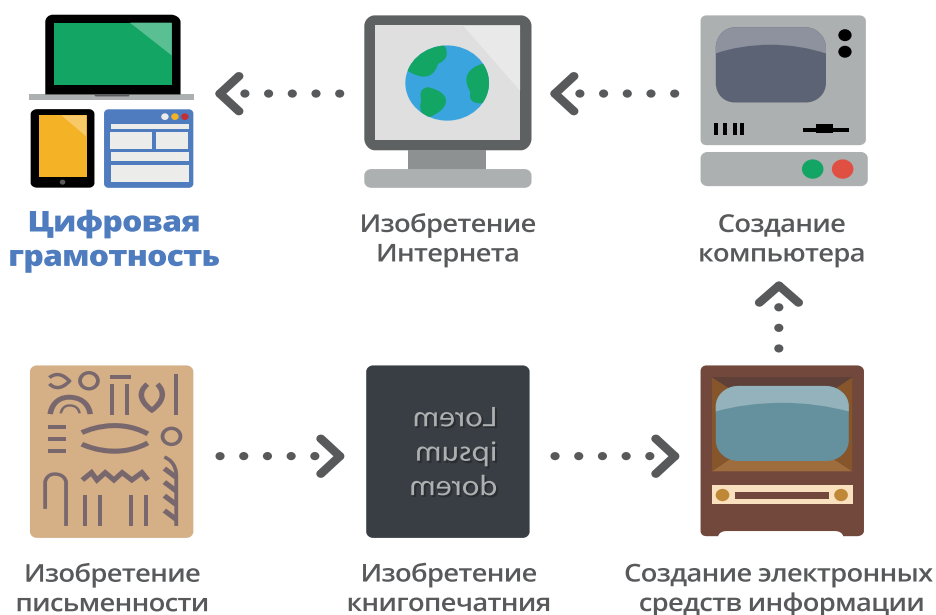 Цифровая
грамотность
Изобретение
Интернета
Создание
компьютера
Lorem
ipsum
dorem
Изобретение
письменности
Изобретение
книгопечатния
Создание электронных
средств информации